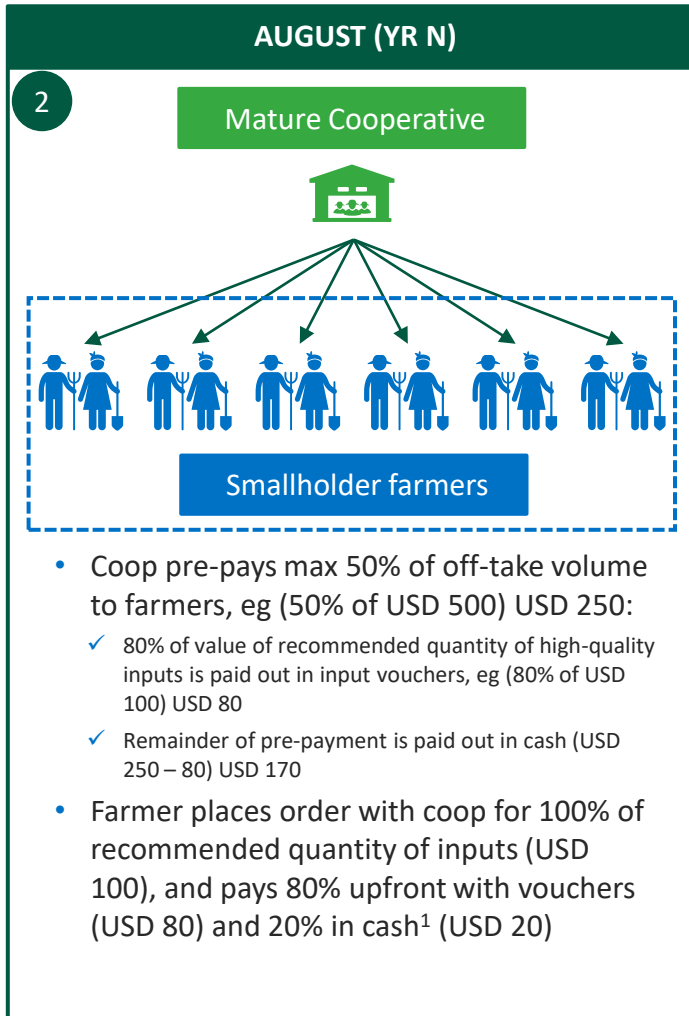 AUGUST (YR N)
2
Mature Cooperative
Smallholder farmers
• Coop pre-pays max 50% of off-take volume
to farmers, eg (50% of USD 500) USD 250:
✓ 80% of value of recommended quantity of high-quality
inputs is paid out in input vouchers, eg (80% of USD
100) USD 80
✓ Remainder of pre-payment is paid out in cash (USD
250 – 80) USD 170
• Farmer places order with coop for 100% of
recommended quantity of inputs (USD
100), and pays 80% upfront with vouchers
(USD 80) and 20% in cash¹ (USD 20)